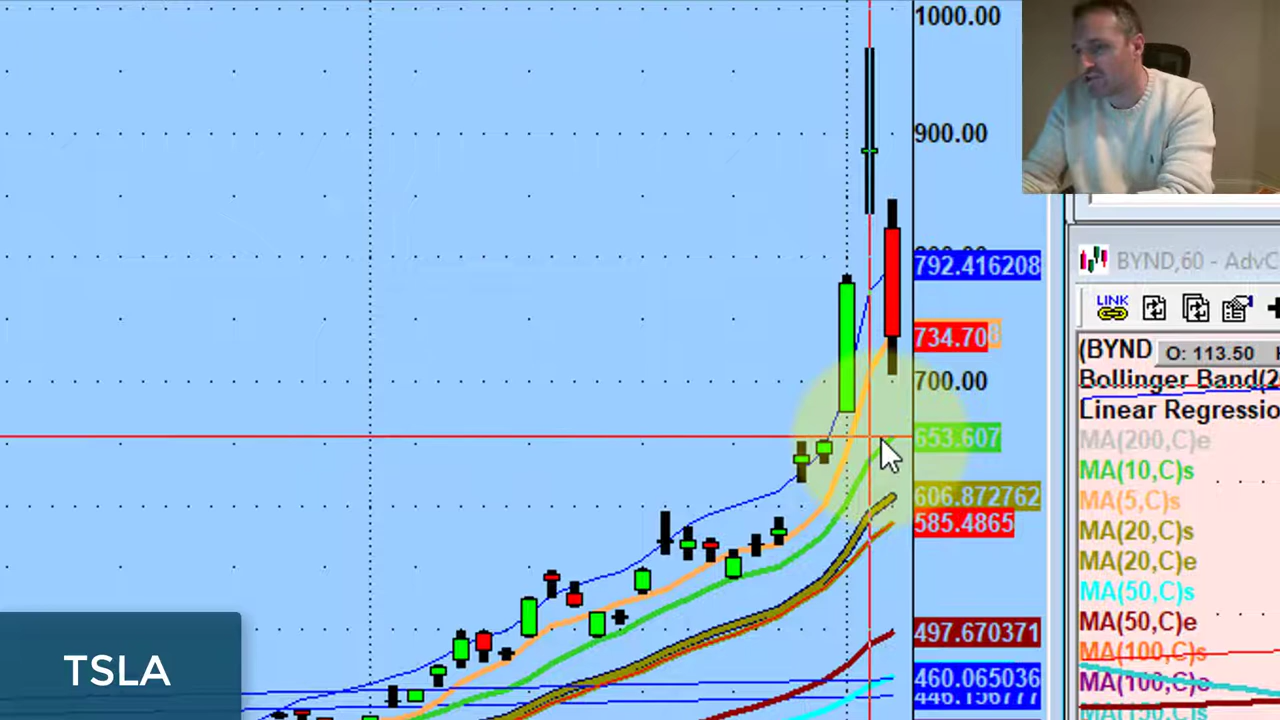 1000.00
900.00
792.416208
734.70
700.00
653.607
606.872762
585.4865
497.670371
460.065036
TSLA
BYND,60 - AdvC
LINK
(BYND
O: 113.50
Bollinger Band(2
Linear Regressio
MA(200,C)e
MA(10,C)s
MA(5,C)s
MA(20,C)s
MA(20,C)e
MA(50,C)s
MA(50,C)e
MA(100,C)s
MA(100,C)e
MA(150,C)s